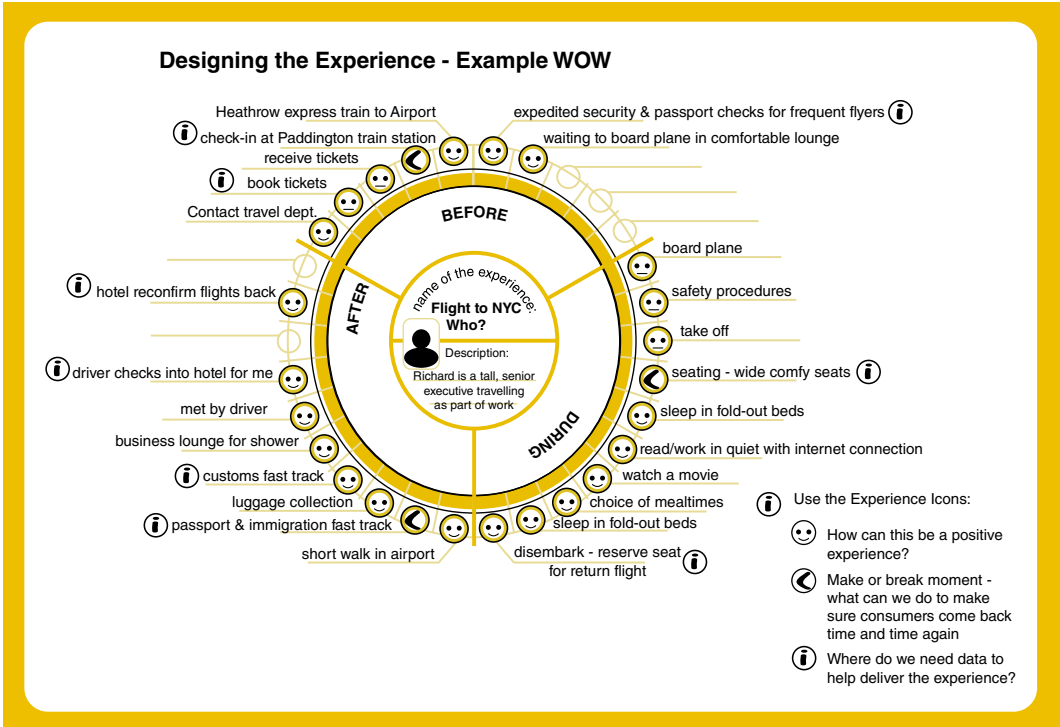 Designing the Experience - Example WOW
Heathrow express train to Airport
check-in at Paddington train station
receive tickets
book tickets
Contact travel dept.
expedited security & passport checks for frequent flyers
waiting to board plane in comfortable lounge
BEFORE
board plane
safety procedures
take off
seating - wide comfy seats
sleep in fold-out beds
read/work in quiet with internet connection
watch a movie
choice of mealtimes
sleep in fold-out beds
disembark - reserve seat
for return flight
DURING
hotel reconfirm flights back
driver checks into hotel for me
met by driver
business lounge for shower
customs fast track
luggage collection
passport & immigration fast track
short walk in airport
AFTER
name of the experience:
Flight to NYC
Who?
Description:
Richard is a tall, senior
executive travelling
as part of work
Use the Experience Icons:
How can this be a positive
experience?
Make or break moment -
what can we do to make
sure consumers come back
time and time again
Where do we need data to
help deliver the experience?